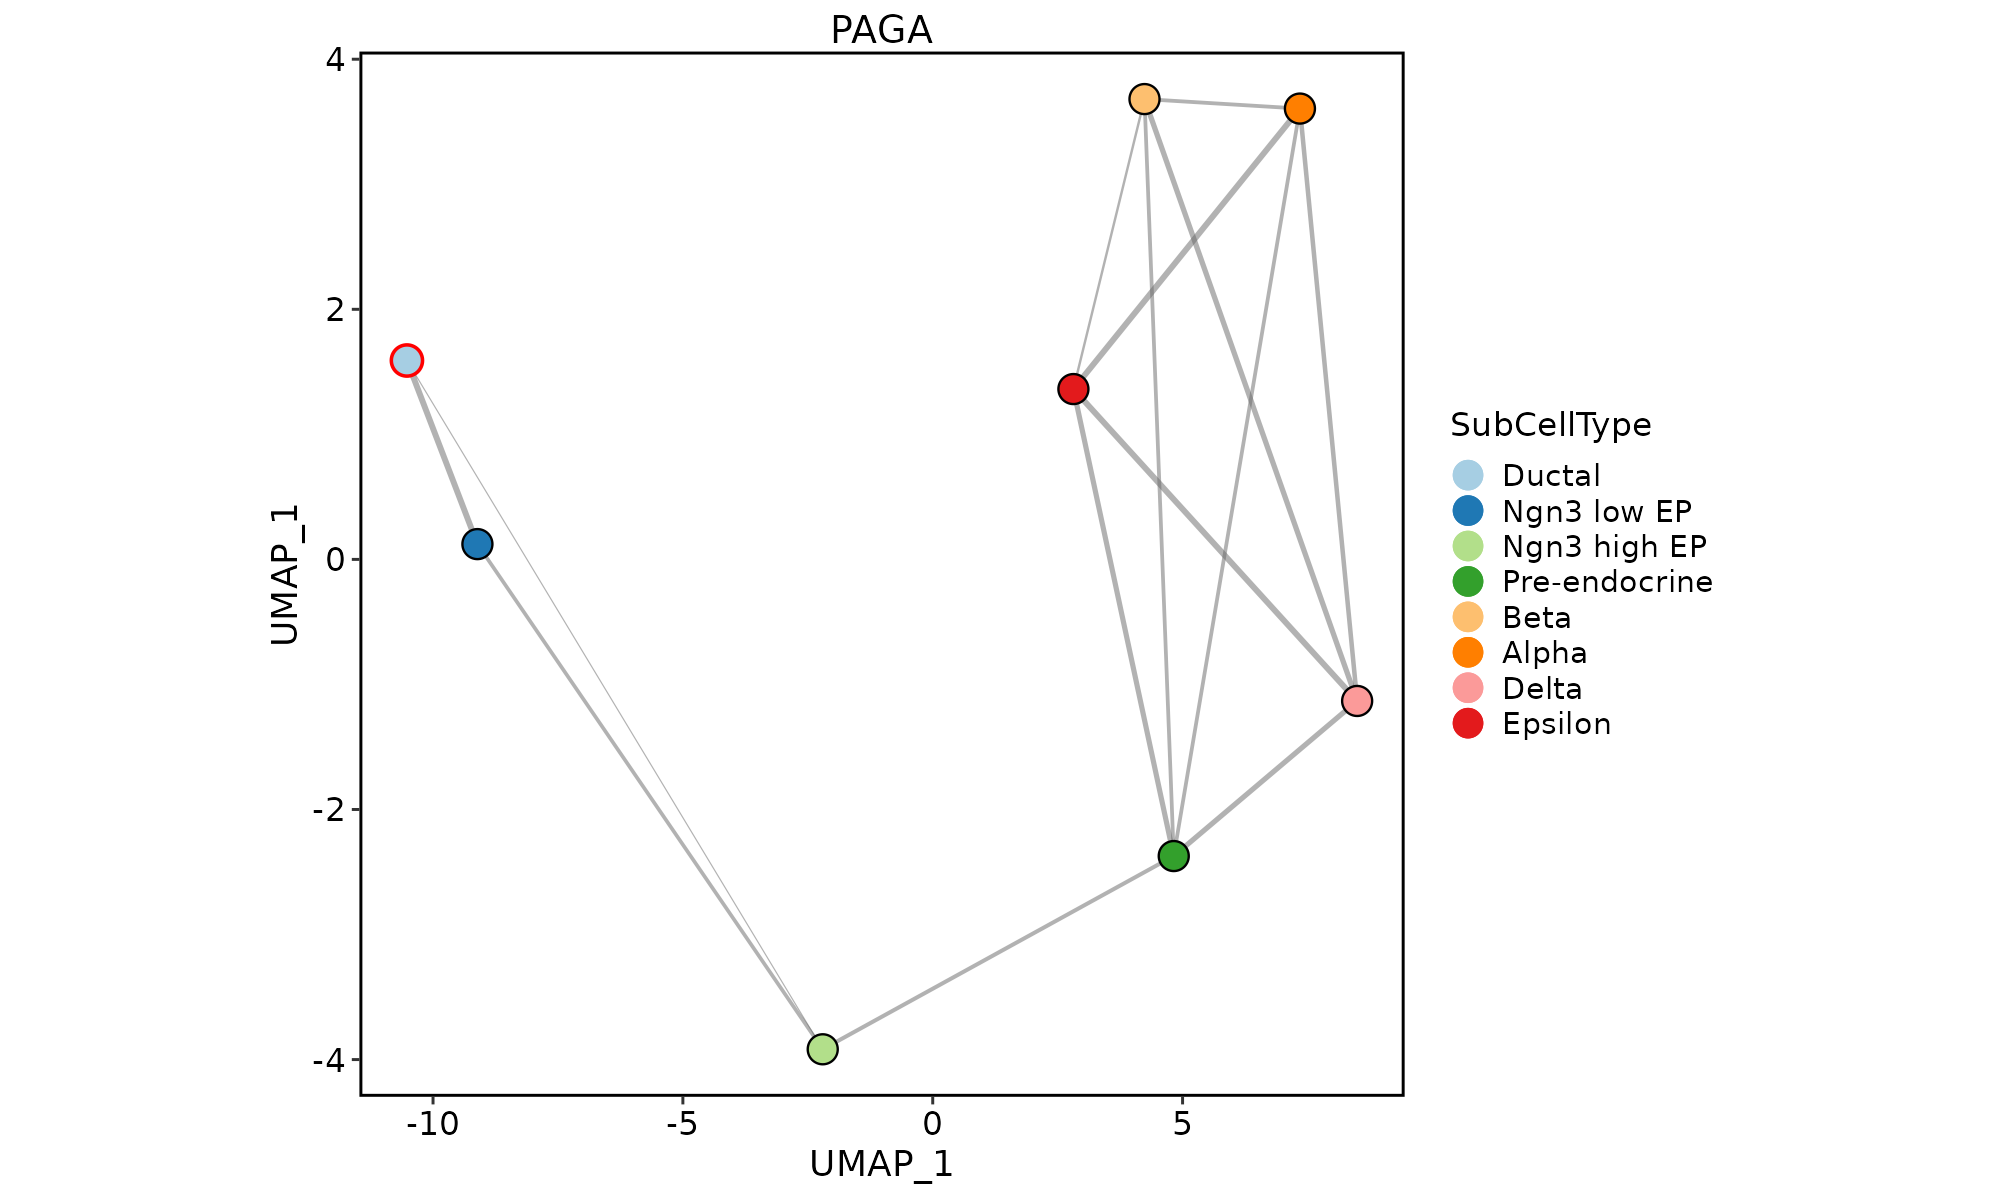 PAGA
4
2
0
-2
-4
UMAP_1
-10
-5
0
5
UMAP_1
SubCellType
Ductal
Ngn3 low EP
Ngn3 high EP
Pre-endocrine
Beta
Alpha
Delta
Epsilon